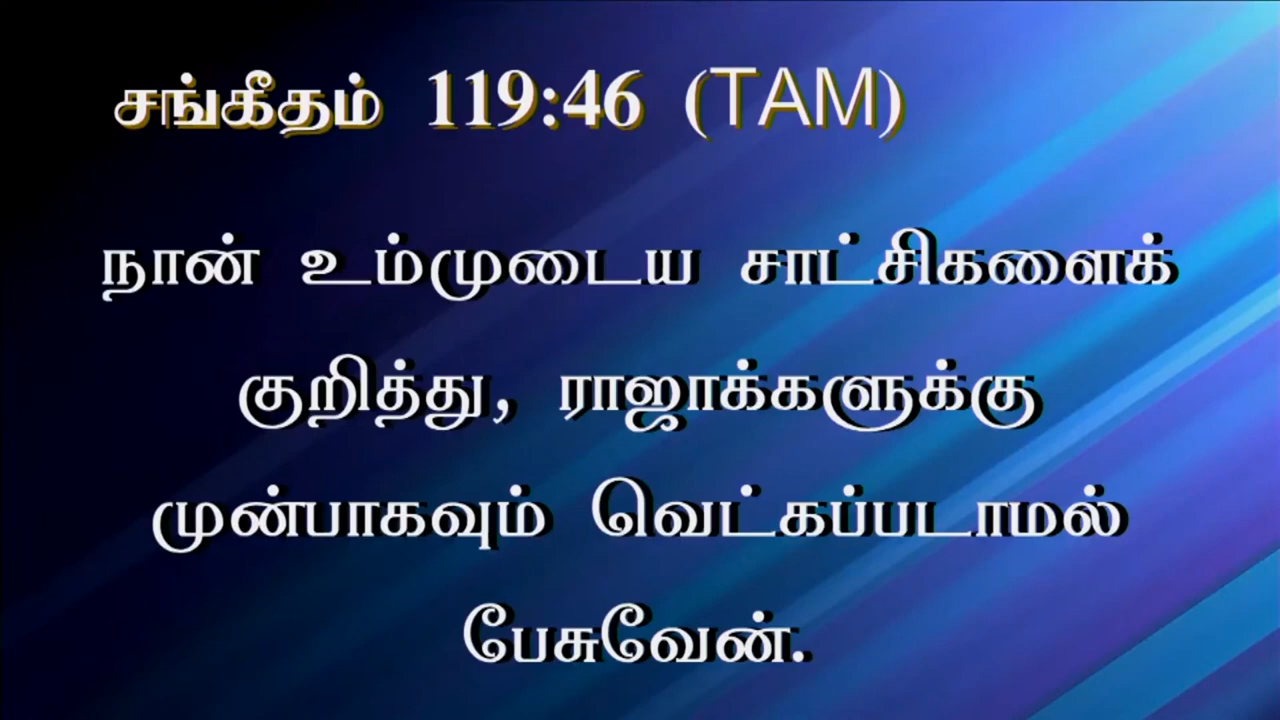 சங்கீதம் 119:46 (TAM)
நான் உம்முடைய சாட்சிகளைக்
குறித்து, ராஜாக்களுக்கு
முன்பாகவும் வெட்கப்படாமல்
பேசுவேன்.